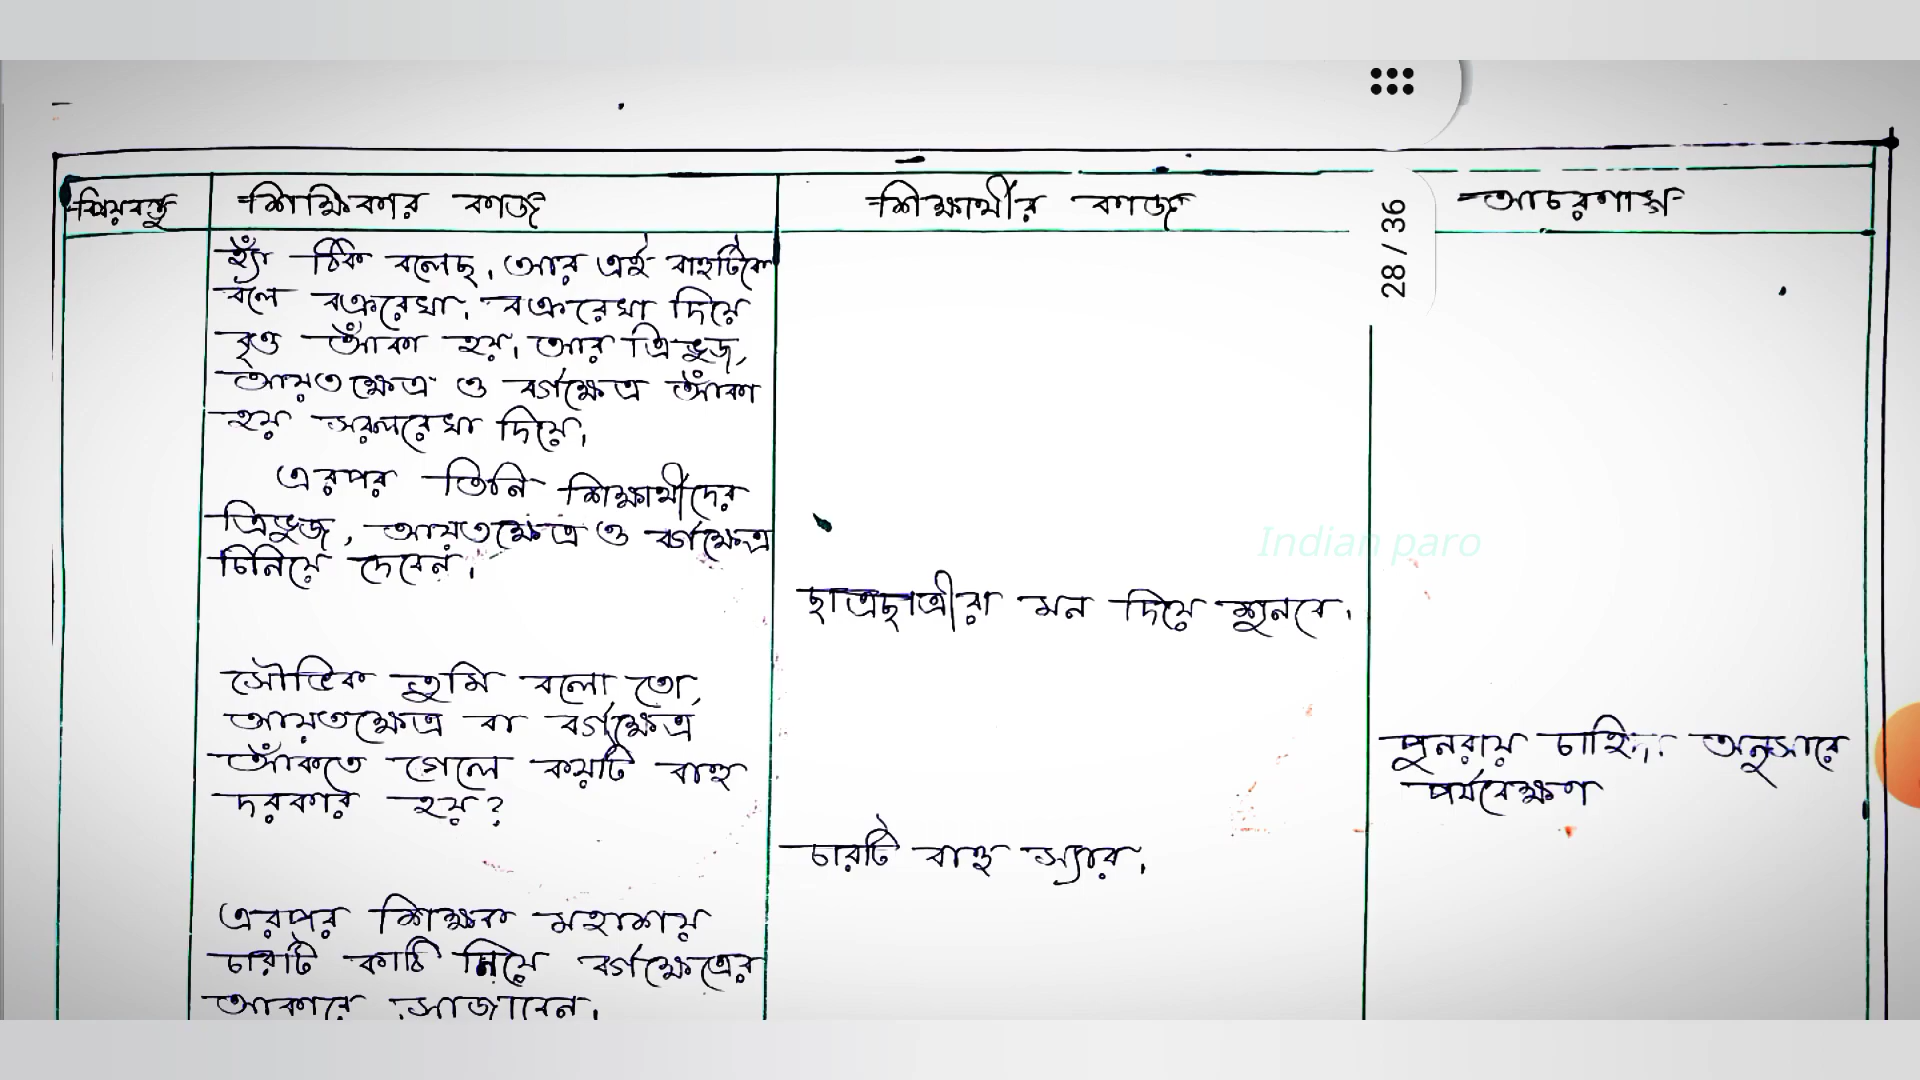 বিষয়বস্তু
শিক্ষিকার কাজ
শিক্ষার্থীর কাজ
28 / 36
হ্যাঁ ঠিক বলেছ, আর এই বাহুটিকে
বলে বক্ররেখা। বক্ররেখা দিয়ে
বৃত্ত আঁকা হয়। আর ত্রিভুজ,
আয়তক্ষেত্র ও বর্গক্ষেত্র আঁকা
হয় সরলরেখা দিয়ে।
এরপর তিনি শিক্ষার্থীদের
ত্রিভুজ, আয়তক্ষেত্র ও বর্গক্ষেত্র
চিনিয়ে দেবেন।
ছাত্রছাত্রীরা মন দিয়ে শুনবে।
Indian paro
সৌভিক তুমি বলো তো,
আয়তক্ষেত্র বা বর্গক্ষেত্র
আঁকতে গেলে কয়টি বাহু
দরকার হয়?
পুনরায় চাহিদা অনুসারে
পর্যবেক্ষণ
চারটি বাহু স্যার।
এরপর শিক্ষক মহাশয়
চারটি কাঠি নিয়ে বর্গক্ষেত্রের
আকারে সাজাবেন।